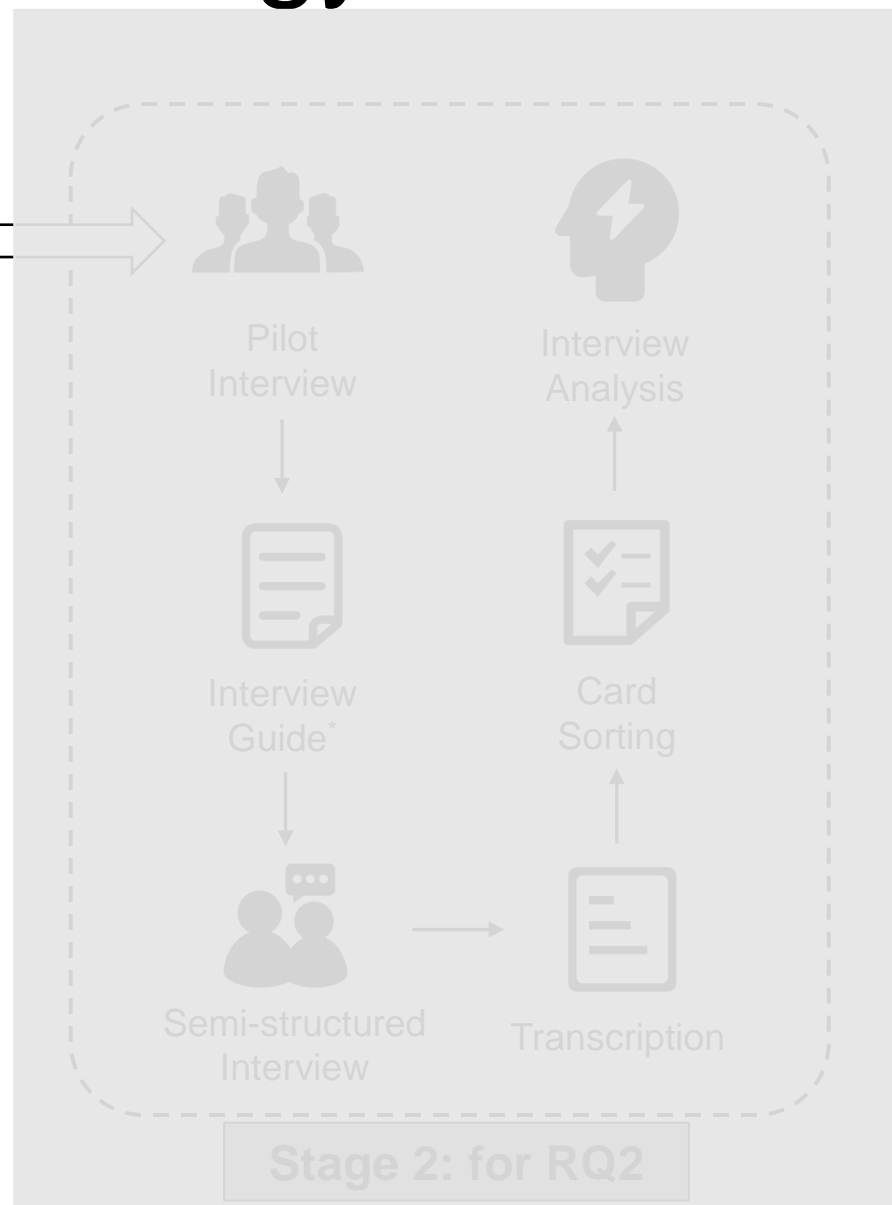 Pilot
Interview
Interview
Guide*
Semi-structured
Interview
Transcription
Card
Sorting
Interview
Analysis
Stage 2: for RQ2